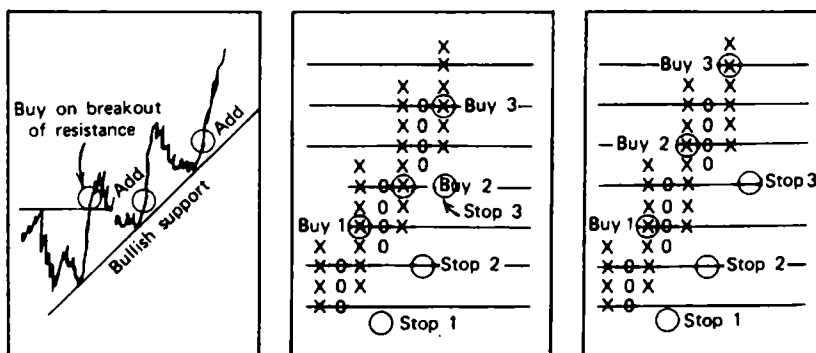 Buy on breakout
of resistance
Add
Add
Bullish support
Buy 3
Buy 2
Stop 3
Buy 1
Stop 2
Stop 1
Buy 3
Buy 2
Stop 3
Buy 1
Stop 2
Stop 1